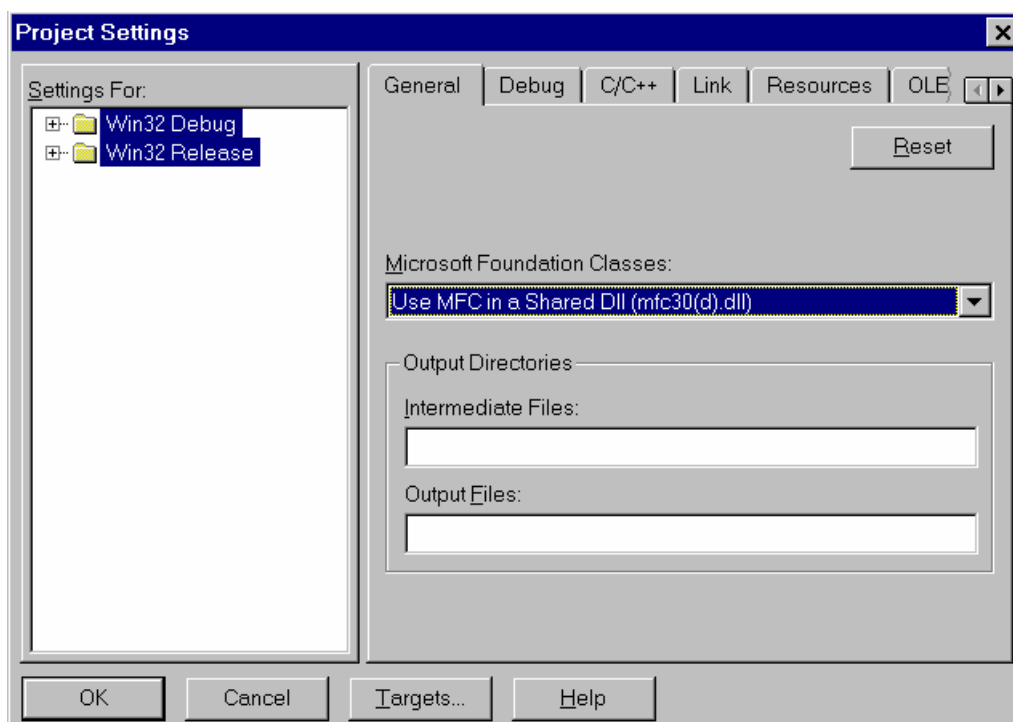 Project Settings
Settings For:
Win32 Debug
Win32 Release
General Debug C/C++ Link Resources OLE
Reset
Microsoft Foundation Classes:
Use MFC in a Shared Dll (mfc30(d).dll)
Output Directories
Intermediate Files:
Output Files:
OK Cancel Targets... Help